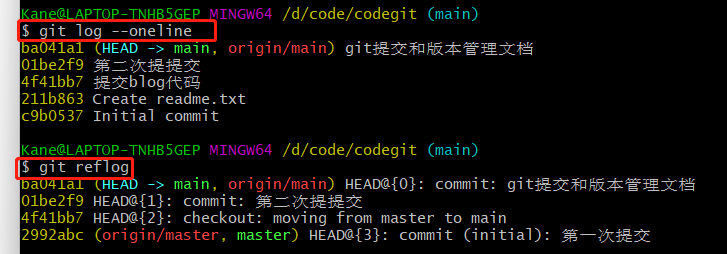 Kane@LAPTOP-TNHB5GEP MINGW64 /d/code/codegit (main)
$ git log --oneline
ba041a1 (HEAD -> main, origin/main) git提交和版本管理文档
01be2f9 第二次提提交
4f41bb7 提交blog代码
211b863 Create readme.txt
c9b0537 Initial commit
Kane@LAPTOP-TNHB5GEP MINGW64 /d/code/codegit (main)
$ git reflog
ba041a1 (HEAD -> main, origin/main) HEAD@{0}: commit: git提交和版本管理文档
01be2f9 HEAD@{1}: commit: 第二次提提交
4f41bb7 HEAD@{2}: checkout: moving from master to main
2992abc (origin/master, master) HEAD@{3}: commit (initial): 第一次提交